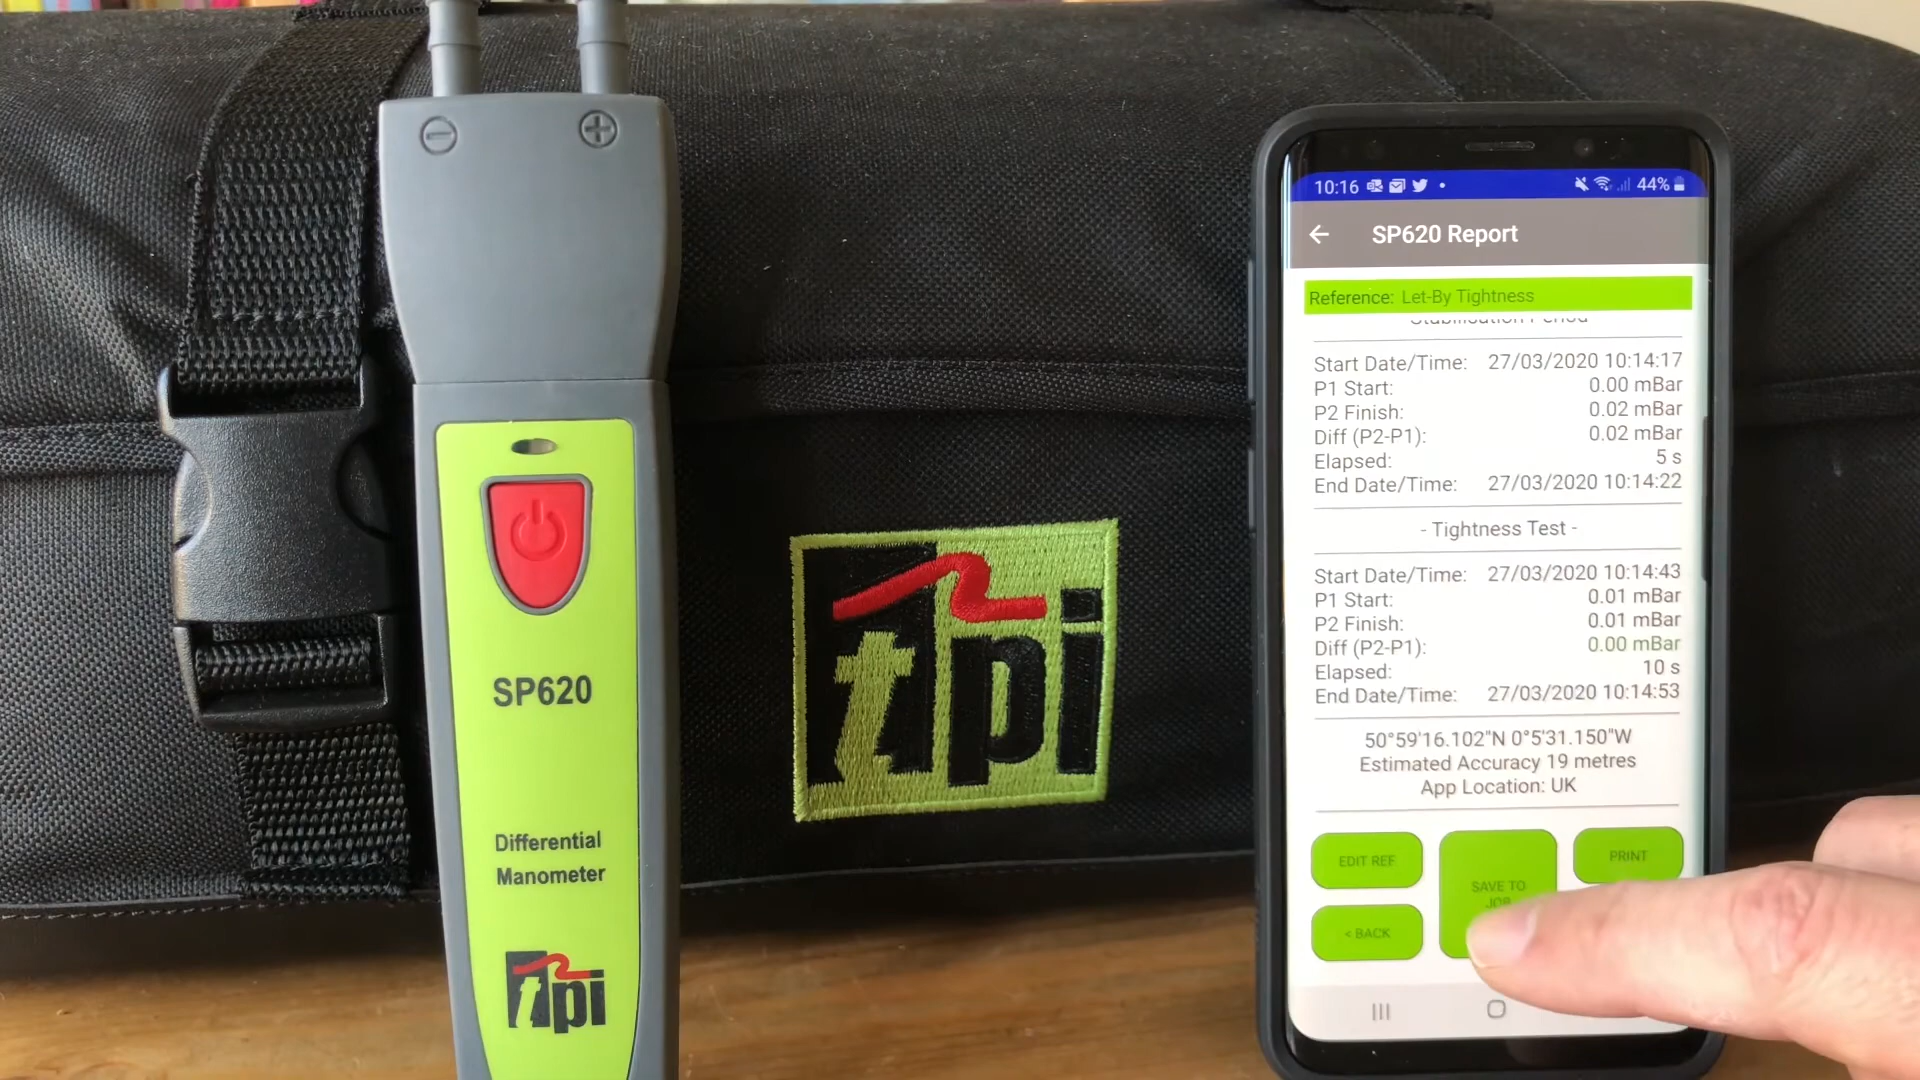 SP620
Differential
Manometer
tpi
tpi
10:16
44%
SP620 Report
Reference: Let-By Tightness
Stabilisation Period
Start Date/Time: 27/03/2020 10:14:17
P1 Start: 0.00 mBar
P2 Finish: 0.02 mBar
Diff (P2-P1): 0.02 mBar
Elapsed: 5 s
End Date/Time: 27/03/2020 10:14:22
- Tightness Test -
Start Date/Time: 27/03/2020 10:14:43
P1 Start: 0.01 mBar
P2 Finish: 0.01 mBar
Diff (P2-P1): 0.00 mBar
Elapsed: 10 s
End Date/Time: 27/03/2020 10:14:53
50°59'16.102"N 0°5'31.150"W
Estimated Accuracy 19 metres
App Location: UK
EDIT REF
SAVE TO
JOB
PRINT
< BACK